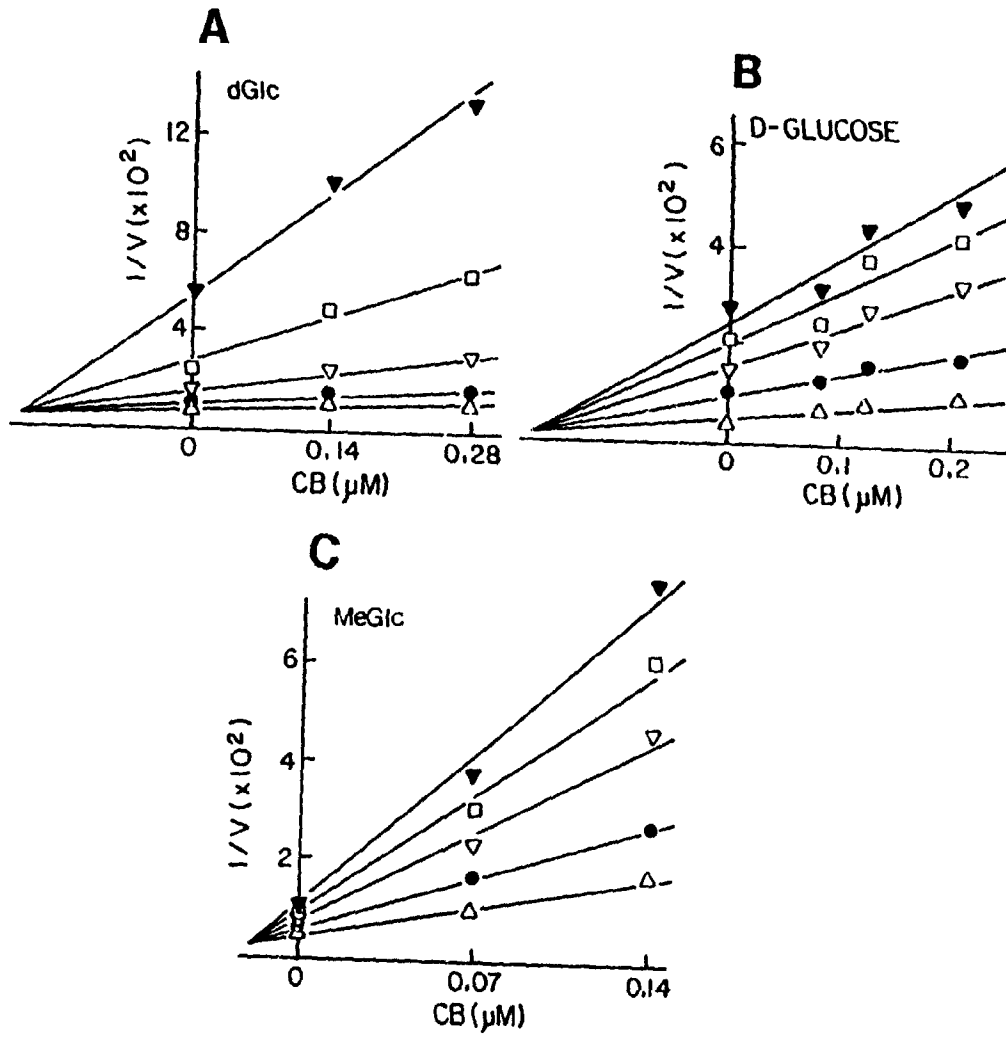 A
dGlc
12
8
4
1/V (x10²)
0
0.14
0.28
CB (µM)
B
D-GLUCOSE
6
4
1/V (x10²)
0
0.1
0.2
CB (µM)
C
MeGlc
6
4
2
1/V (x10²)
0
0.07
0.14
CB (µM)